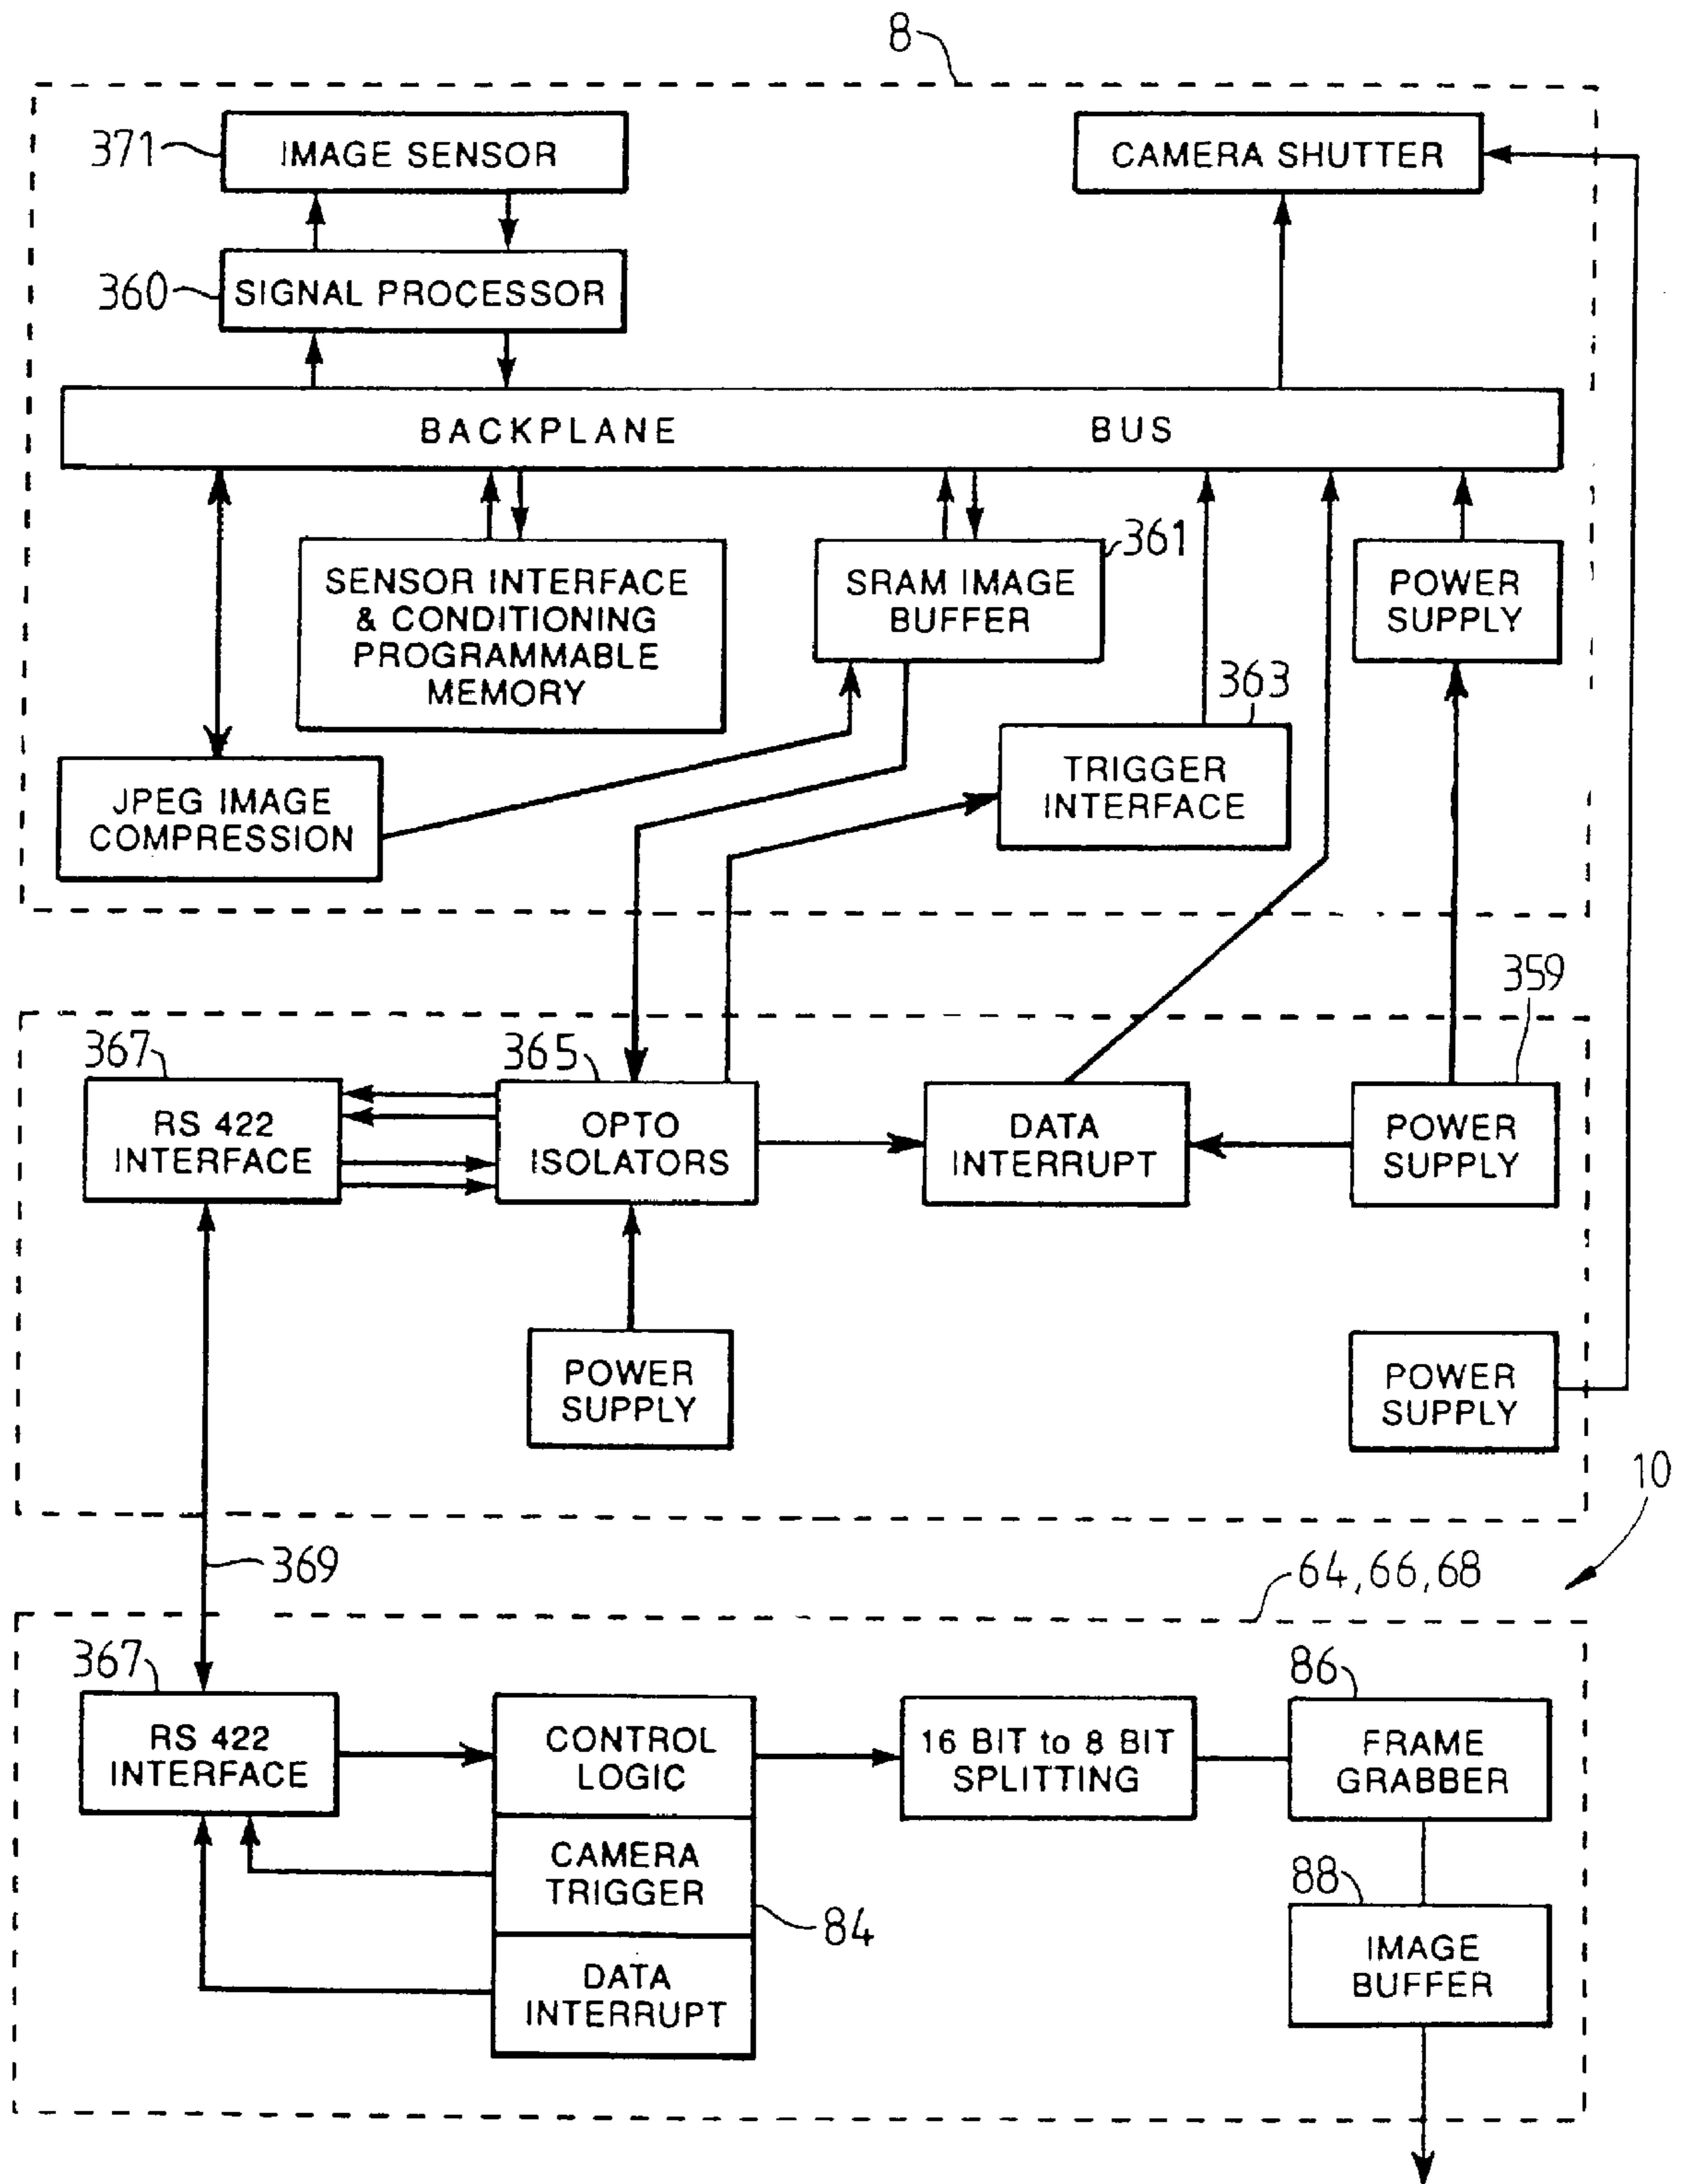 8
371
IMAGE SENSOR
CAMERA SHUTTER
360
SIGNAL PROCESSOR
BACKPLANE BUS
SENSOR INTERFACE
& CONDITIONING
PROGRAMMABLE
MEMORY
361
SRAM IMAGE
BUFFER
POWER
SUPPLY
363
TRIGGER
INTERFACE
JPEG IMAGE
COMPRESSION
359
367
365
RS 422
INTERFACE
OPTO
ISOLATORS
DATA
INTERRUPT
POWER
SUPPLY
POWER
SUPPLY
POWER
SUPPLY
10
369
64, 66, 68
367
86
RS 422
INTERFACE
CONTROL
LOGIC
16 BIT to 8 BIT
SPLITTING
FRAME
GRABBER
CAMERA
TRIGGER
84
88
IMAGE
BUFFER
DATA
INTERRUPT